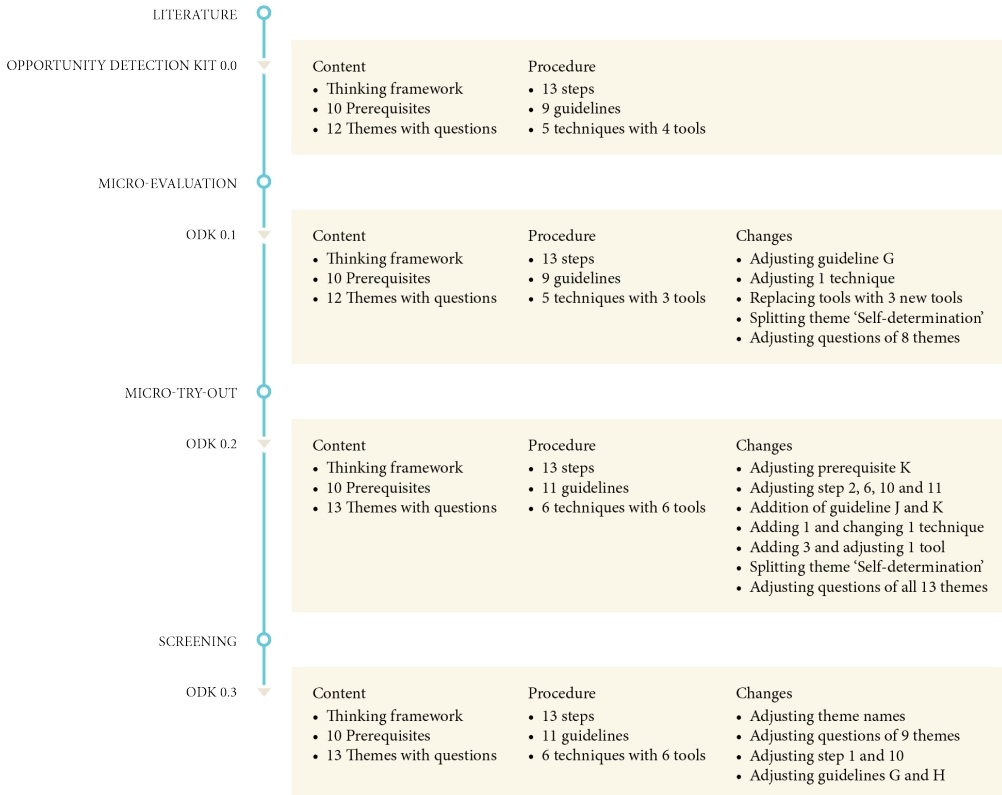 LITERATURE
OPPORTUNITY DETECTION KIT 0.0
Content
• Thinking framework
• 10 Prerequisites
• 12 Themes with questions
Procedure
• 13 steps
• 9 guidelines
• 5 techniques with 4 tools
MICRO-EVALUATION
ODK 0.1
Content
• Thinking framework
• 10 Prerequisites
• 12 Themes with questions
Procedure
• 13 steps
• 9 guidelines
• 5 techniques with 3 tools
Changes
• Adjusting guideline G
• Adjusting 1 technique
• Replacing tools with 3 new tools
• Splitting theme ‘Self-determination’
• Adjusting questions of 8 themes
MICRO-TRY-OUT
ODK 0.2
Content
• Thinking framework
• 10 Prerequisites
• 13 Themes with questions
Procedure
• 13 steps
• 11 guidelines
• 6 techniques with 6 tools
Changes
• Adjusting prerequisite K
• Adjusting step 2, 6, 10 and 11
• Addition of guideline J and K
• Adding 1 and changing 1 technique
• Adding 3 and adjusting 1 tool
• Splitting theme ‘Self-determination’
• Adjusting questions of all 13 themes
SCREENING
ODK 0.3
Content
• Thinking framework
• 10 Prerequisites
• 13 Themes with questions
Procedure
• 13 steps
• 11 guidelines
• 6 techniques with 6 tools
Changes
• Adjusting theme names
• Adjusting questions of 9 themes
• Adjusting step 1 and 10
• Adjusting guidelines G and H